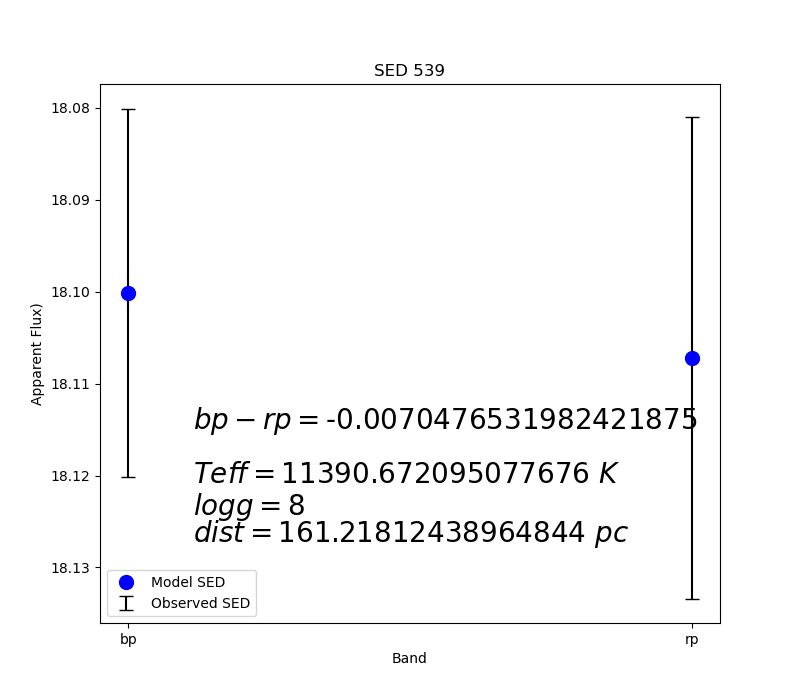 SED 539
18.08
18.09
18.10
18.11
18.12
18.13
Apparent Flux)
bp − rp = -0.0070476531982421875
Teff = 11390.672095077676 K
logg = 8
dist = 161.21812438964844 pc
Model SED
Observed SED
bp
rp
Band